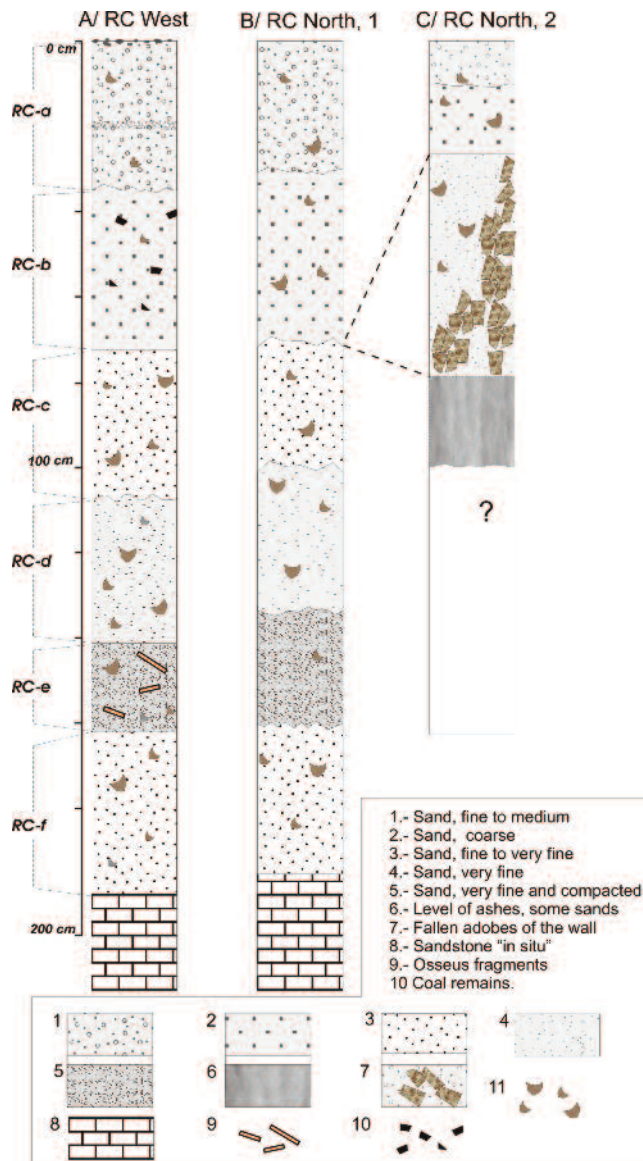 A/ RC West
B/ RC North, 1
C/ RC North, 2
0 cm
RC-a
RC-b
RC-c
100 cm
RC-d
RC-e
RC-f
200 cm
?
1.- Sand, fine to medium
2.- Sand, coarse
3.- Sand, fine to very fine
4.- Sand, very fine
5.- Sand, very fine and compacted
6.- Level of ashes, some sands
7.- Fallen adobes of the wall
8.- Sandstone "in situ"
9.- Osseus fragments
10 Coal remains.
1
2
3
4
5
6
7
11
8
9
10